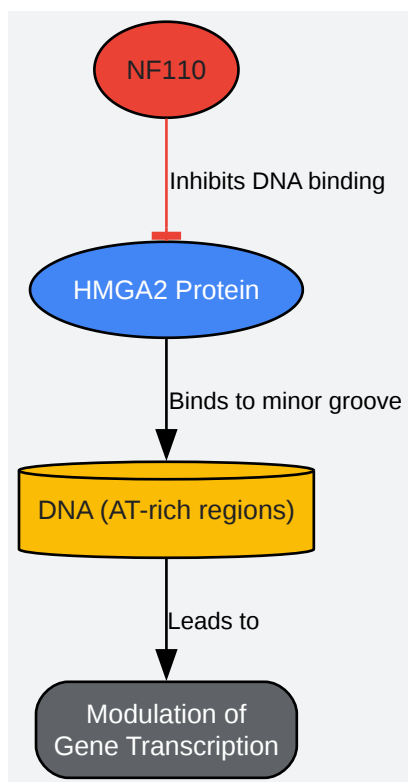 NF110
Inhibits DNA binding
HMGA2 Protein
Binds to minor groove
DNA (AT-rich regions)
Leads to
Modulation of
Gene Transcription